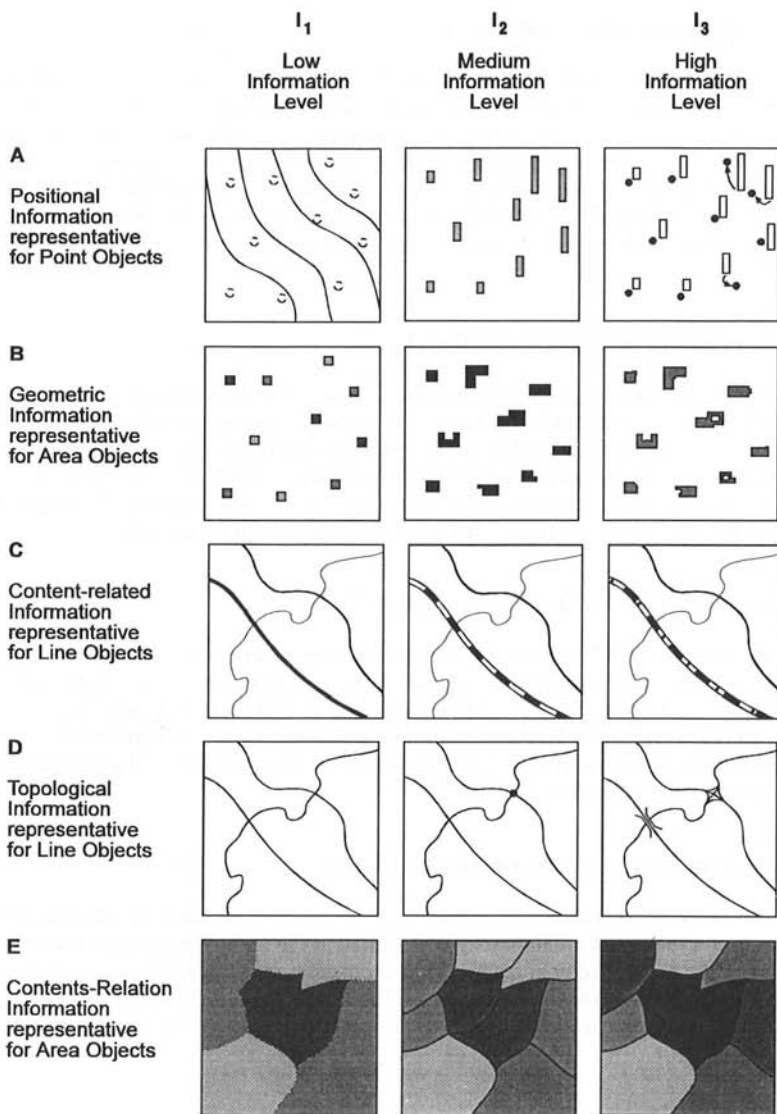 I1
I2
I3
Low
Information
Level
Medium
Information
Level
High
Information
Level
A
Positional
Information
representative
for Point Objects
B
Geometric
Information
representative
for Area Objects
C
Content-related
Information
representative
for Line Objects
D
Topological
Information
representative
for Line Objects
E
Contents-Relation
Information
representative
for Area Objects